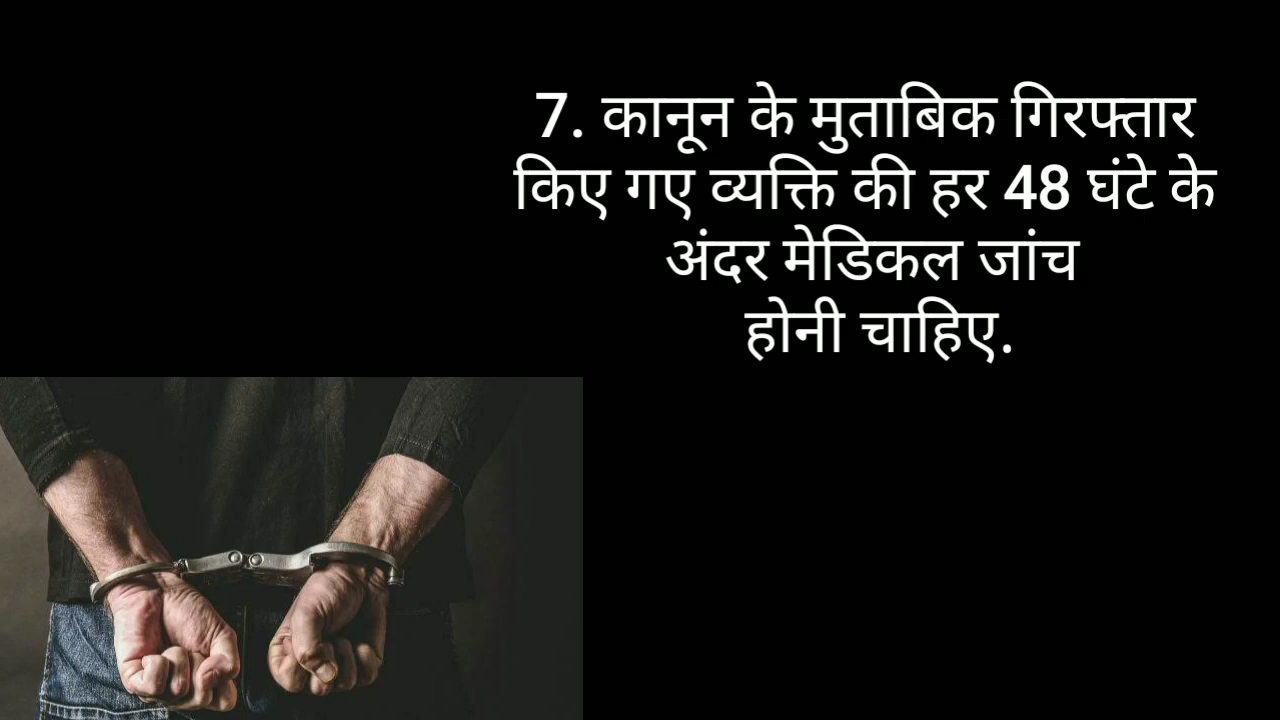 7. कानून के मुताबिक गिरफ्तार
किए गए व्यक्ति की हर 48 घंटे के
अंदर मेडिकल जांच
होनी चाहिए.